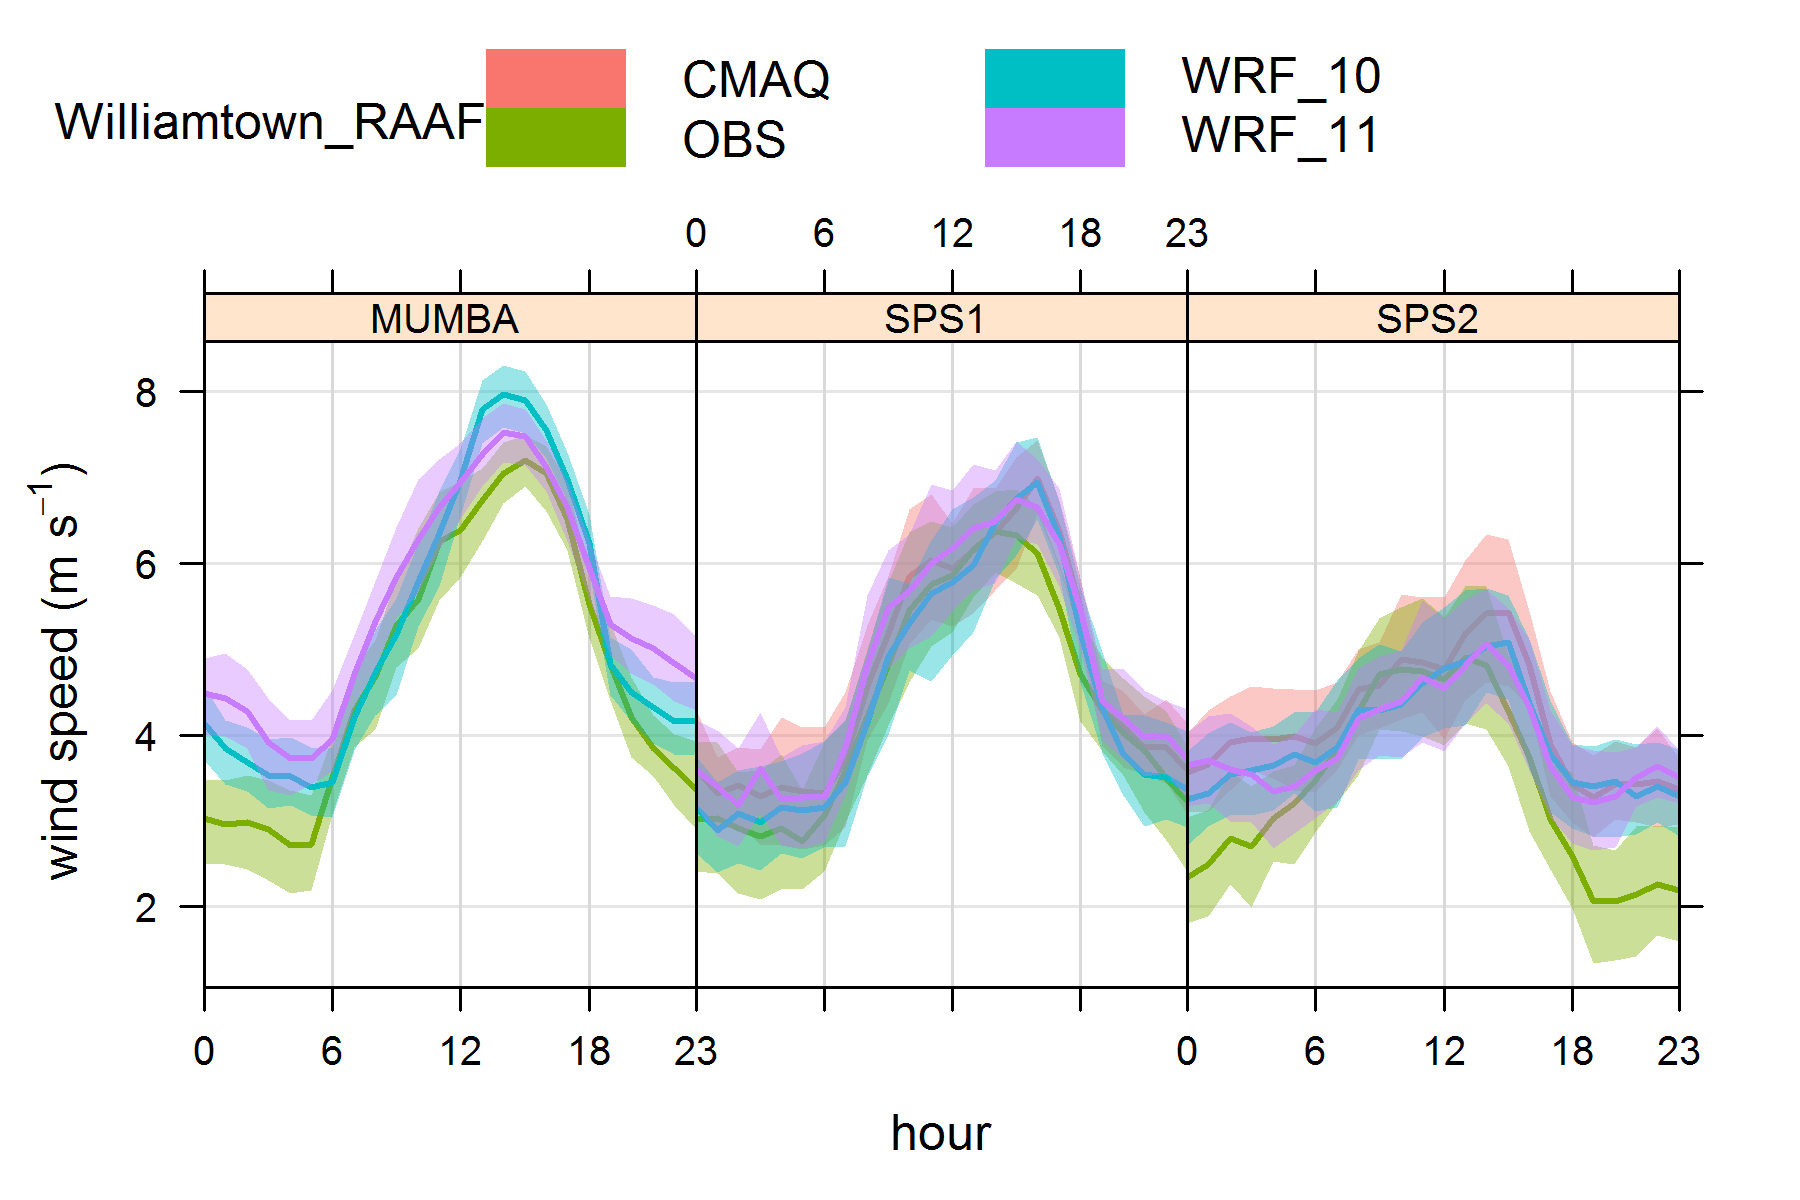 Williamtown_RAAF
CMAQ
OBS
WRF_10
WRF_11
0 6 12 18 23
MUMBA SPS1 SPS2
8
6
4
2
wind speed (m s⁻¹)
0 6 12 18 23 0 6 12 18 23
hour